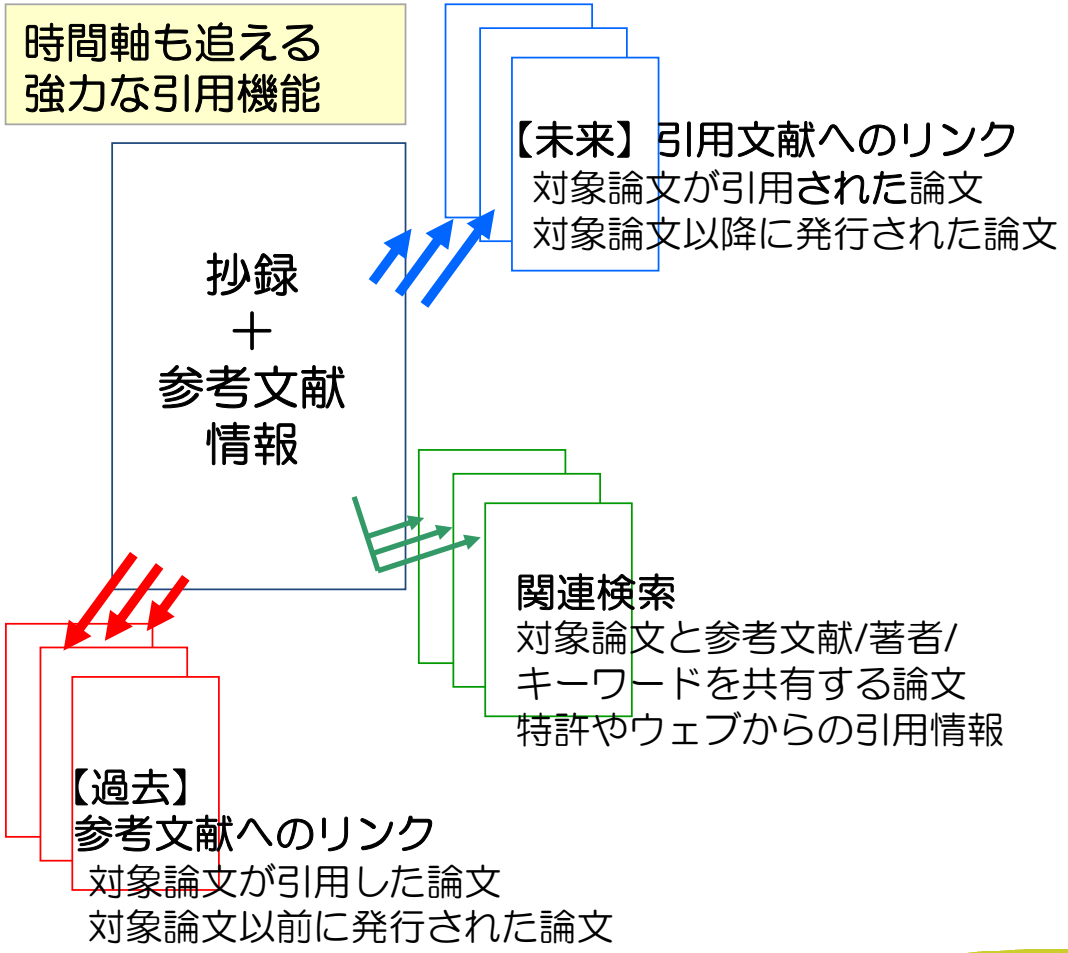 時間軸も追える
強力な引用機能
【未来】引用文献へのリンク
対象論文が引用された論文
対象論文以降に発行された論文
抄録
＋
参考文献
情報
関連検索
対象論文と参考文献/著者/
キーワードを共有する論文
特許やウェブからの引用情報
【過去】
参考文献へのリンク
対象論文が引用した論文
対象論文以前に発行された論文